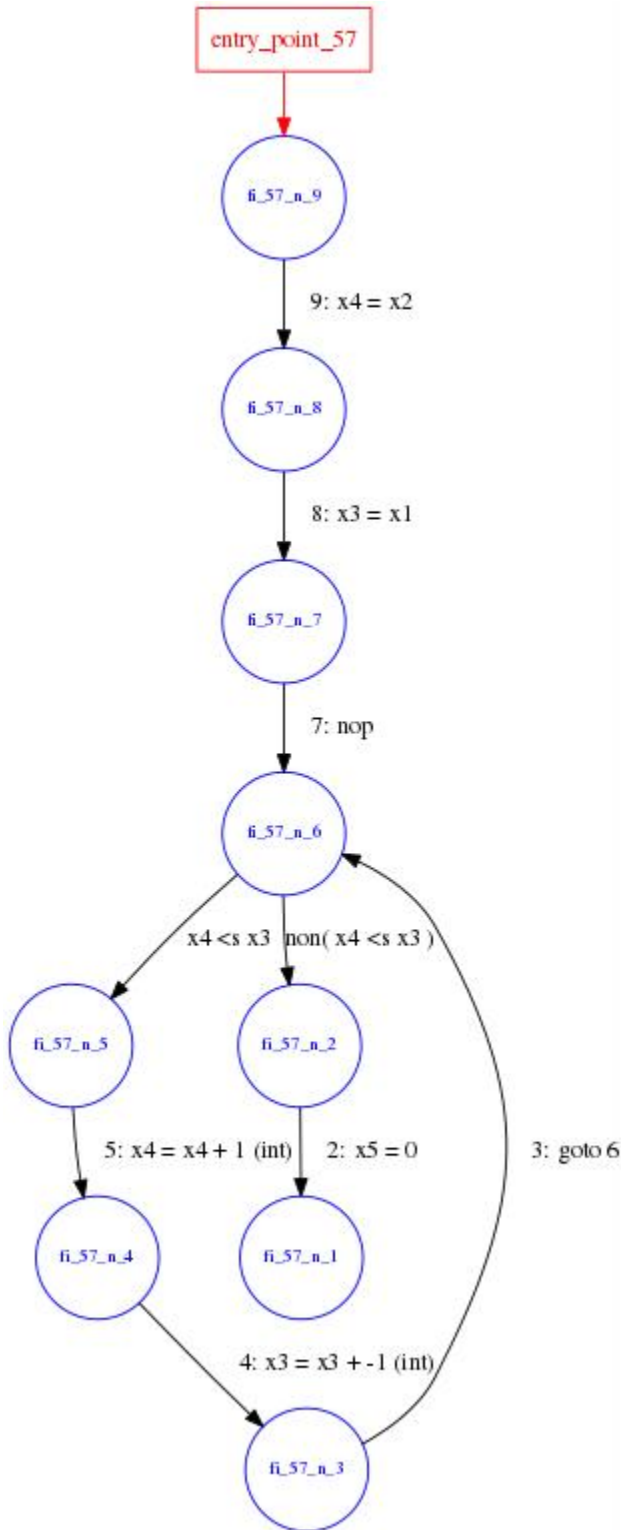 entry_point_57
fi_57_n_9
9: x4 = x2
fi_57_n_8
8: x3 = x1
fi_57_n_7
7: nop
fi_57_n_6
x4 <s x3
non( x4 <s x3 )
fi_57_n_5
fi_57_n_2
5: x4 = x4 + 1 (int)
2: x5 = 0
3: goto 6
fi_57_n_4
fi_57_n_1
4: x3 = x3 + -1 (int)
fi_57_n_3